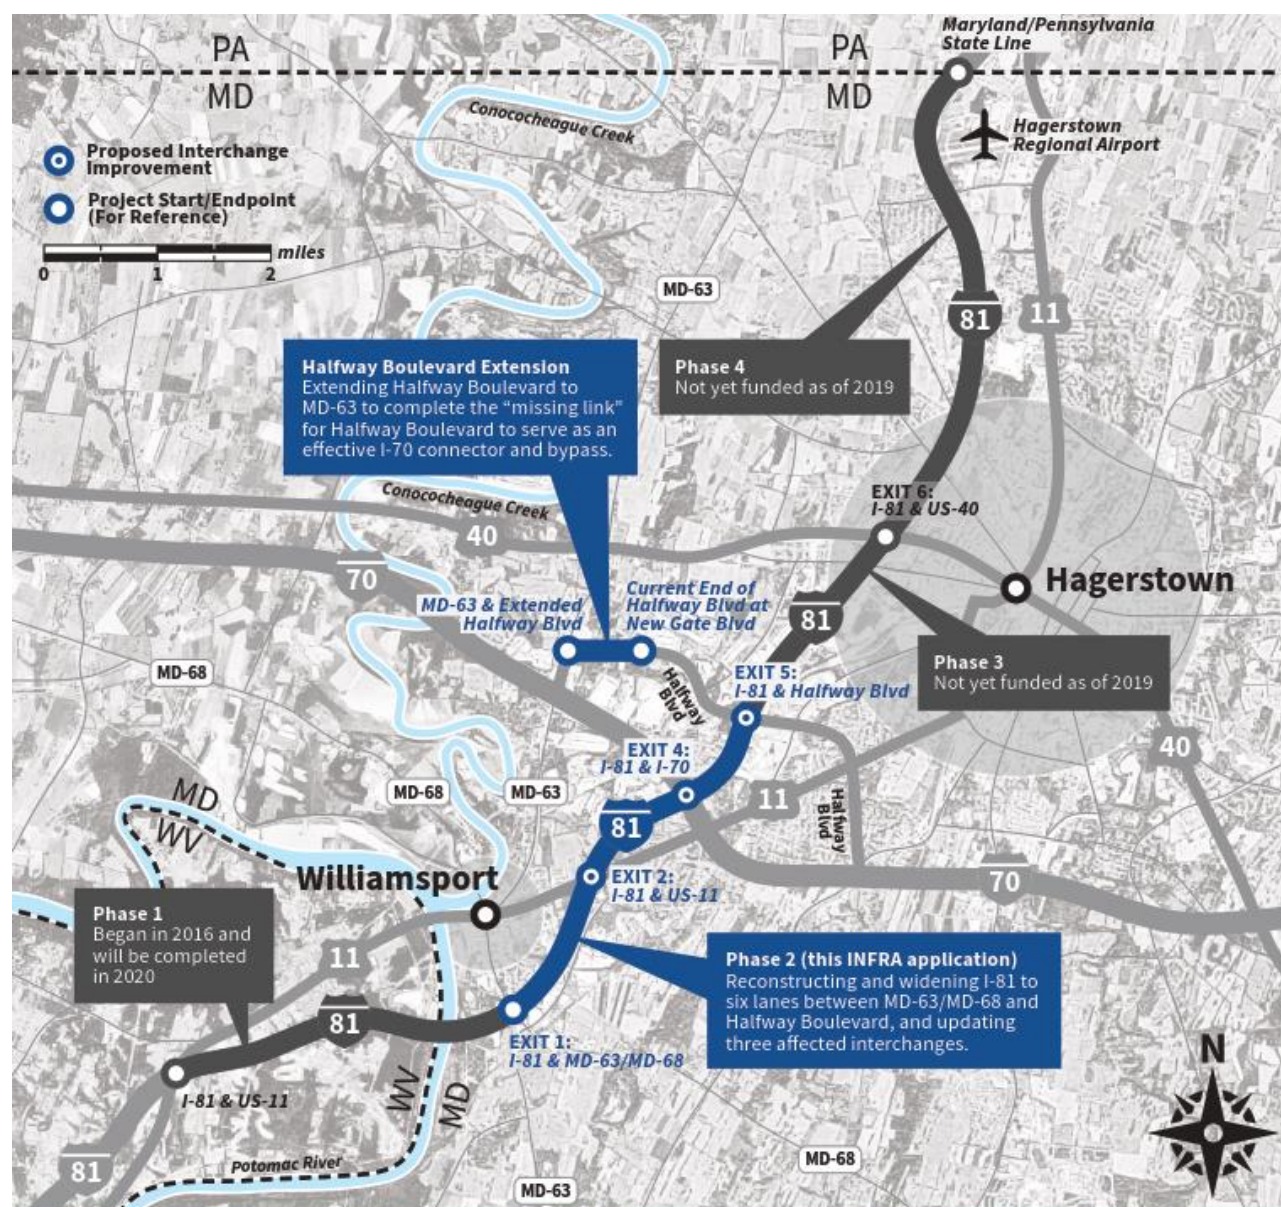 Maryland/Pennsylvania
State Line
PA
PA
MD
MD
Conococheague Creek
Hagerstown
Regional Airport
Proposed Interchange
Improvement
Project Start/Endpoint
(For Reference)
miles
0 1 2
MD-63
81
11
Halfway Boulevard Extension
Extending Halfway Boulevard to
MD-63 to complete the “missing link”
for Halfway Boulevard to serve as an
effective I-70 connector and bypass.
Phase 4
Not yet funded as of 2019
Conococheague Creek
EXIT 6:
I-81 & US-40
40
70
Hagerstown
MD-63 & Extended
Halfway Blvd
Current End of
Halfway Blvd at
New Gate Blvd
81
Phase 3
Not yet funded as of 2019
MD-68
Halfway
Blvd
EXIT 5:
I-81 & Halfway Blvd
40
EXIT 4:
I-81 & I-70
MD-68
MD-63
11
Halfway
Blvd
MD
WV
81
Williamsport
EXIT 2:
I-81 & US-11
70
Phase 1
Began in 2016 and
will be completed
in 2020
11
Phase 2 (this INFRA application)
Reconstructing and widening I-81 to
six lanes between MD-63/MD-68 and
Halfway Boulevard, and updating
three affected interchanges.
81
EXIT 1:
I-81 & MD-63/MD-68
I-81 & US-11
WV
MD
N
81
Potomac River
MD-68
MD-63